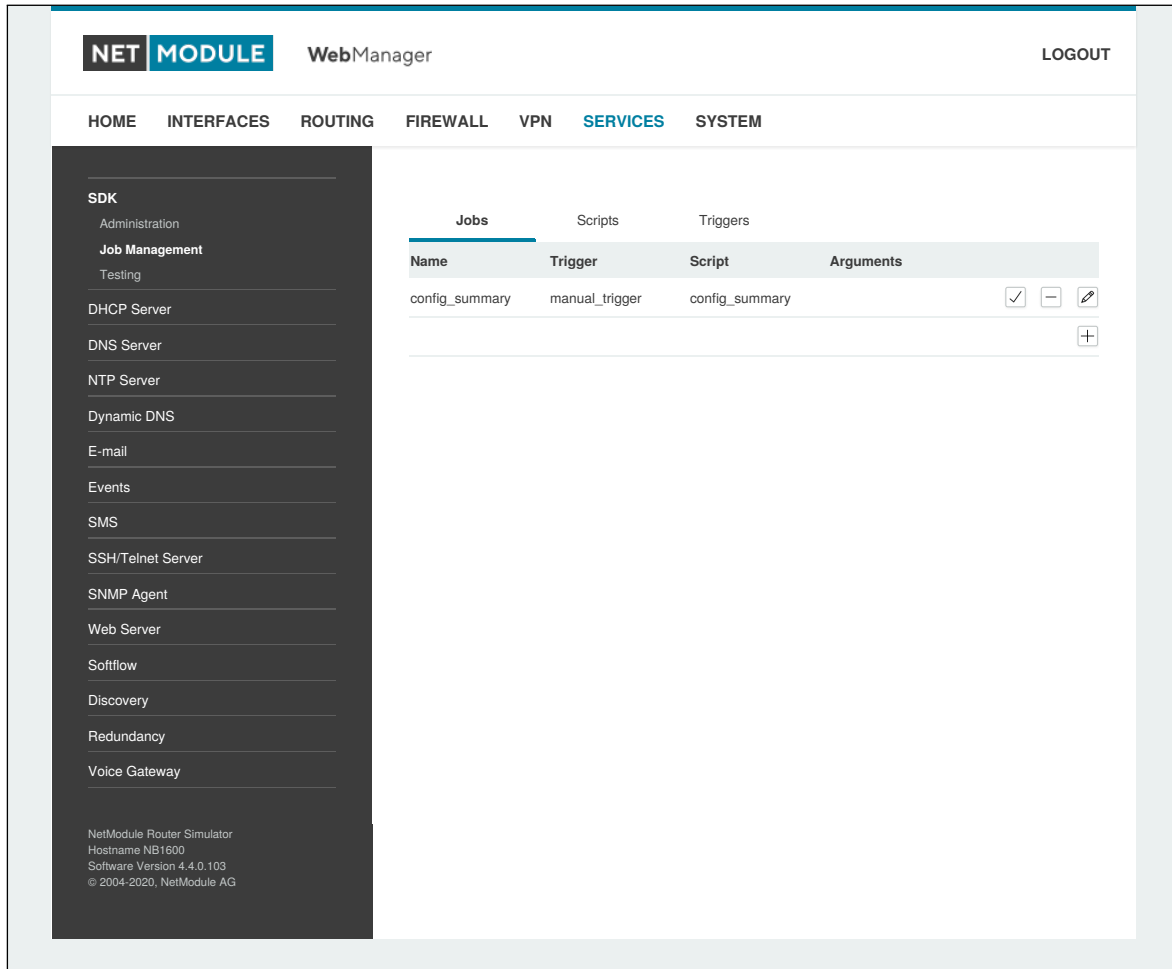 NET MODULE WebManager LOGOUT
HOME INTERFACES ROUTING FIREWALL VPN SERVICES SYSTEM
SDK
Administration
Job Management
Testing
DHCP Server
DNS Server
NTP Server
Dynamic DNS
E-mail
Events
SMS
SSH/Telnet Server
SNMP Agent
Web Server
Softflow
Discovery
Redundancy
Voice Gateway
NetModule Router Simulator
Hostname NB1600
Software Version 4.4.0.103
© 2004-2020, NetModule AG
Jobs Scripts Triggers
Name Trigger Script Arguments
config_summary manual_trigger config_summary